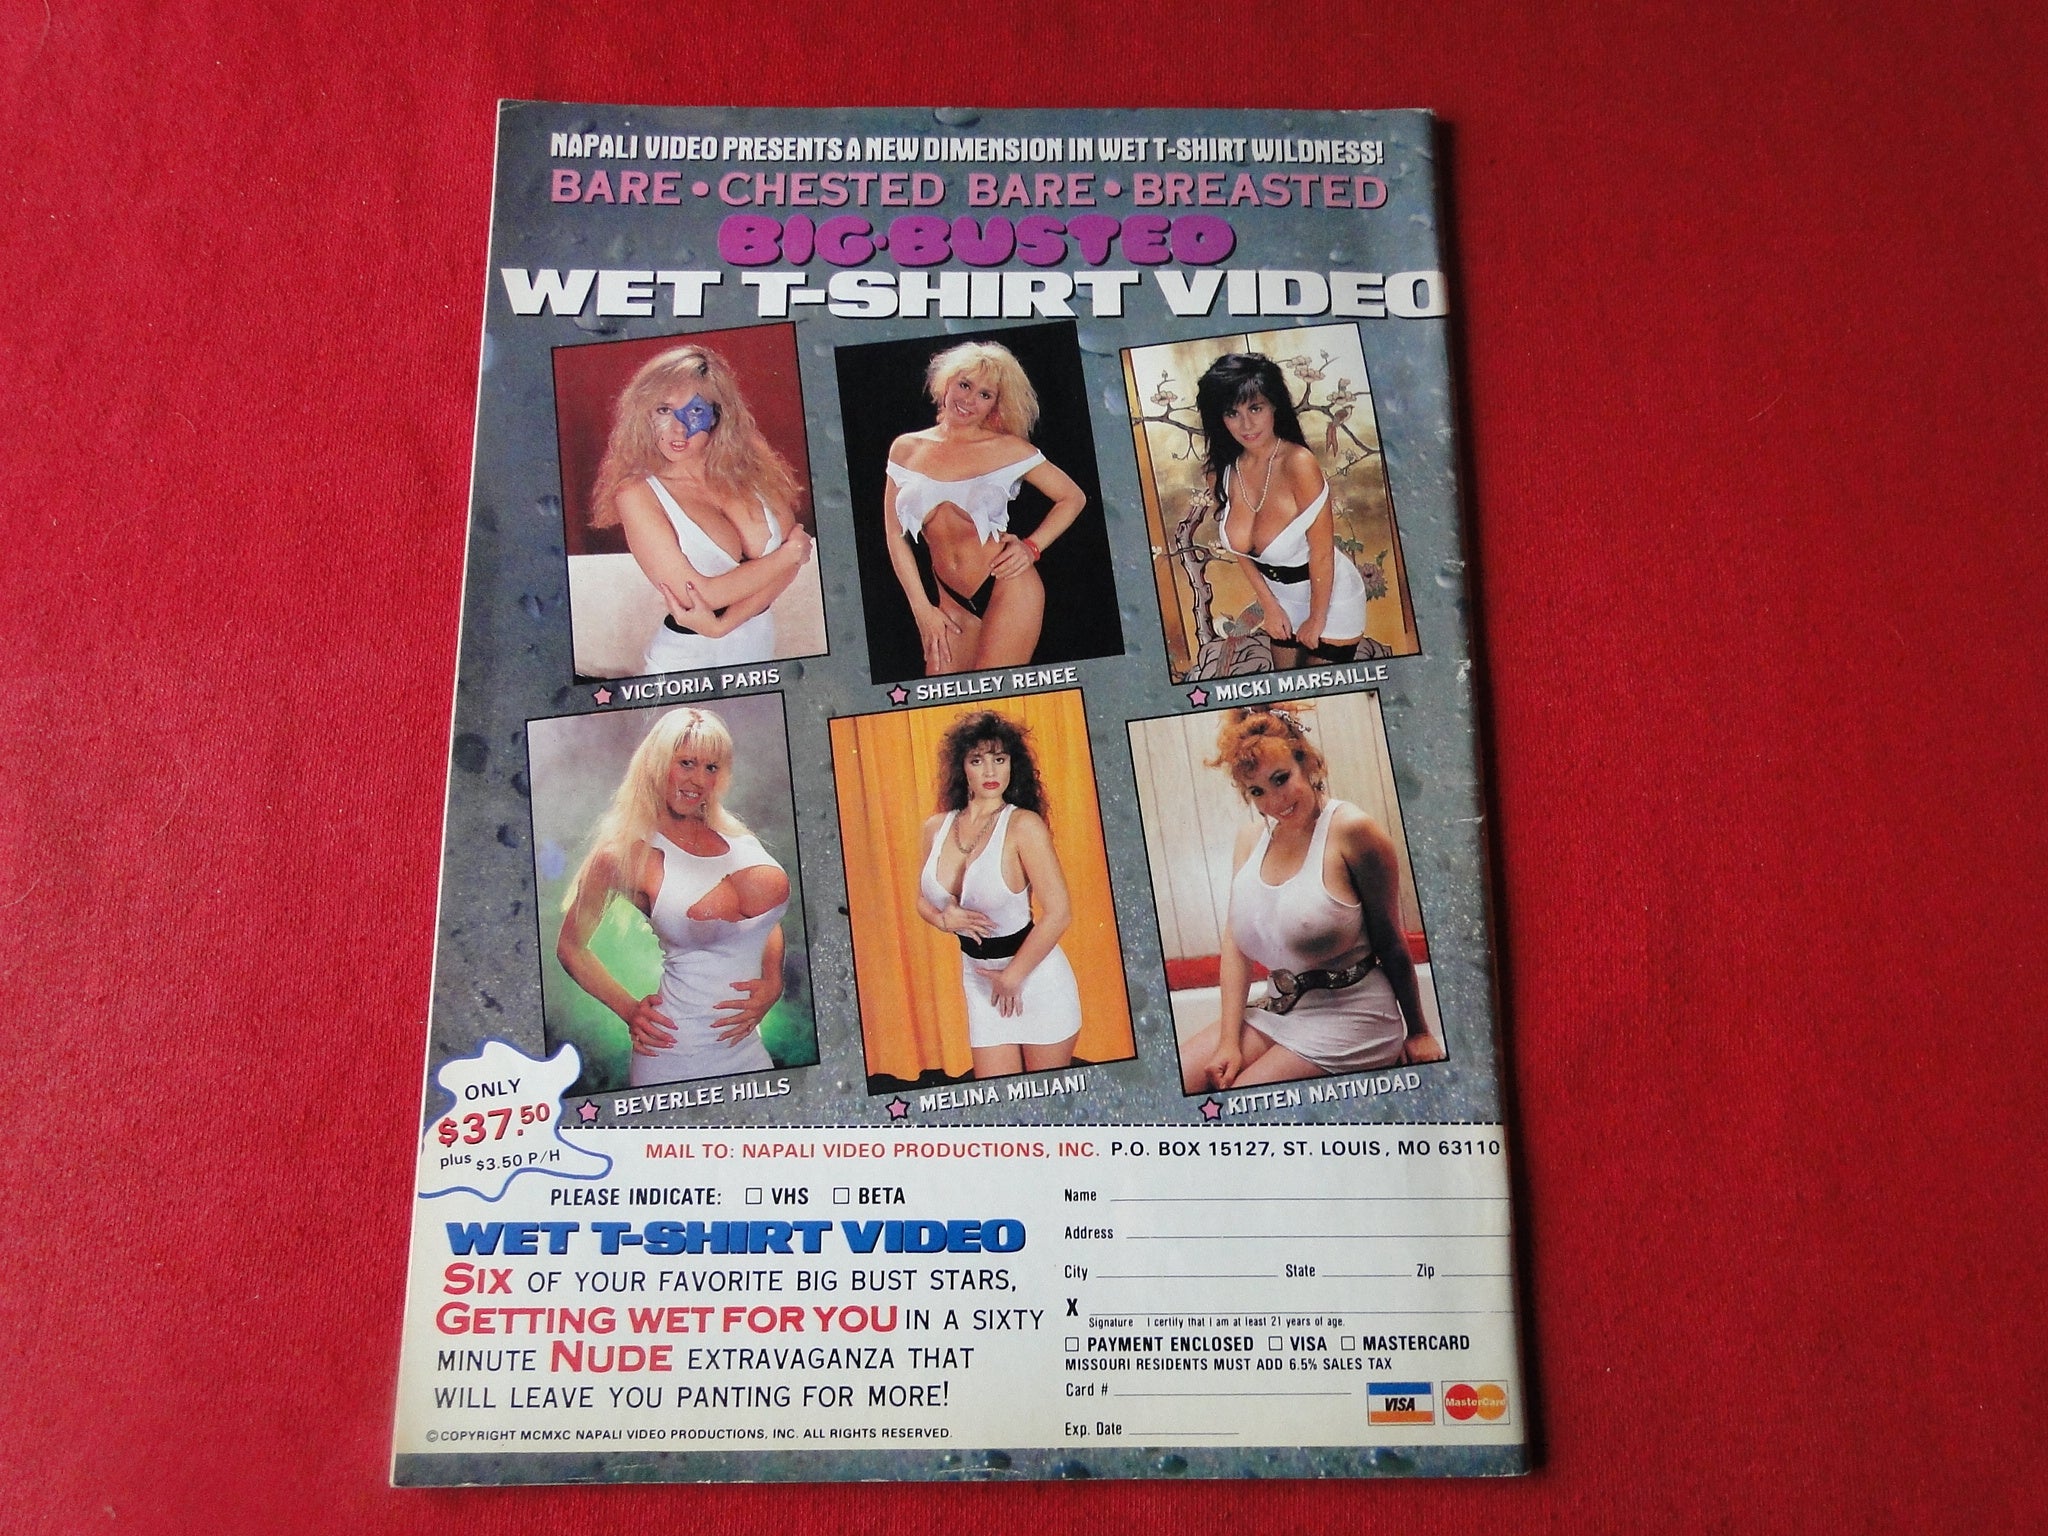 NAPALI VIDEO PRESENTS A NEW DIMENSION IN WET T-SHIRT WILDNESS!
BARE • CHESTED BARE • BREASTED
BIG•BUSTED
WET T-SHIRT VIDEO
VICTORIA PARIS
SHELLEY RENEE
MICKI MARSAILLE
BEVERLEE HILLS
MELINA MILIANI
KITTEN NATIVIDAD
ONLY
$37.50
plus $3.50 P/H
MAIL TO: NAPALI VIDEO PRODUCTIONS, INC. P.O. BOX 15127, ST. LOUIS, MO 63110
PLEASE INDICATE: □ VHS □ BETA
WET T-SHIRT VIDEO
SIX OF YOUR FAVORITE BIG BUST STARS,
GETTING WET FOR YOU IN A SIXTY
MINUTE NUDE EXTRAVAGANZA THAT
WILL LEAVE YOU PANTING FOR MORE!
©COPYRIGHT MCMXC NAPALI VIDEO PRODUCTIONS, INC. ALL RIGHTS RESERVED.
Name
Address
City State Zip
X
Signature I certify that I am at least 21 years of age.
□ PAYMENT ENCLOSED □ VISA □ MASTERCARD
MISSOURI RESIDENTS MUST ADD 6.5% SALES TAX
Card #
VISA MasterCard
Exp. Date